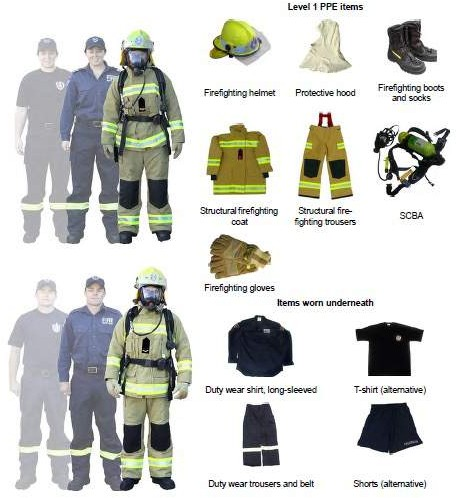 Level 1 PPE items
Firefighting helmet
Protective hood
Firefighting boots
and socks
Structural firefighting
coat
Structural fire-
fighting trousers
SCBA
Firefighting gloves
Items worn underneath
Duty wear shirt, long-sleeved
T-shirt (alternative)
Duty wear trousers and belt
Shorts (alternative)